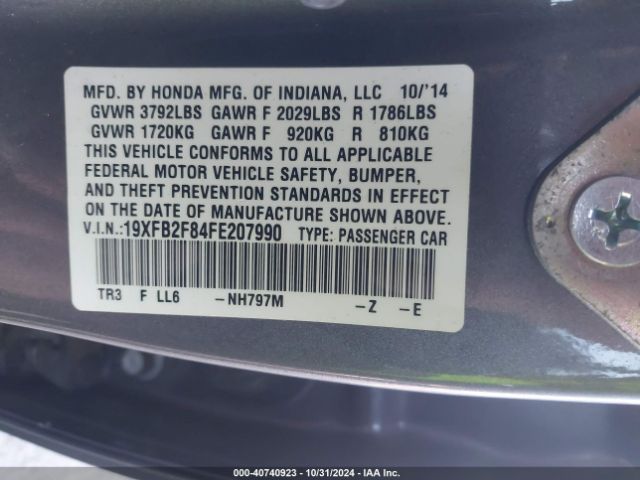 MFD. BY HONDA MFG. OF INDIANA, LLC 10/'14
GVWR 3792LBS GAWR F 2029LBS R 1786LBS
GVWR 1720KG GAWR F 920KG R 810KG
THIS VEHICLE CONFORMS TO ALL APPLICABLE
FEDERAL MOTOR VEHICLE SAFETY, BUMPER,
AND THEFT PREVENTION STANDARDS IN EFFECT
ON THE DATE OF MANUFACTURE SHOWN ABOVE.
V.I.N.:19XFB2F84FE207990 TYPE: PASSENGER CAR
TR3 F LL6 -NH797M -Z -E
000-40740923 - 10/31/2024 - IAA Inc.